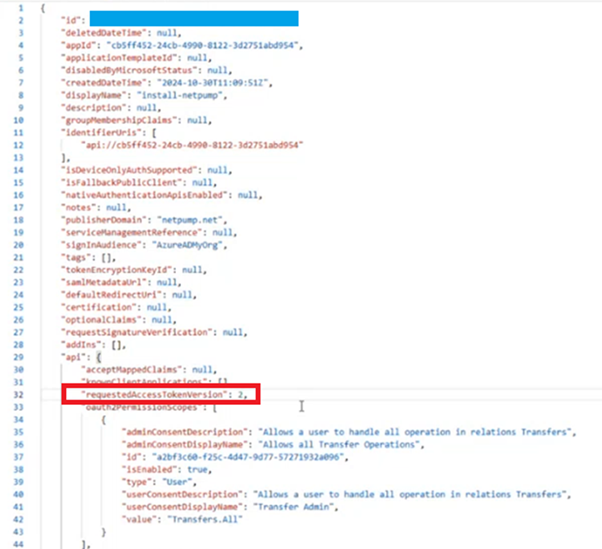 1 {
2 "id":
3 "deletedDateTime": null,
4 "appId": "cb5ff452-24cb-4990-8122-3d2751abd954",
5 "applicationTemplateId": null,
6 "disabledByMicrosoftStatus": null,
7 "createdDateTime": "2024-10-30T11:09:51Z",
8 "displayName": "install-netpump",
9 "description": null,
10 "groupMembershipClaims": null,
11 "identifierUris": [
12 "api://cb5ff452-24cb-4990-8122-3d2751abd954"
13 ],
14 "isDeviceOnlyAuthSupported": null,
15 "isFallbackPublicClient": null,
16 "nativeAuthenticationApisEnabled": null,
17 "notes": null,
18 "publisherDomain": "netpump.net",
19 "serviceManagementReference": null,
20 "signInAudience": "AzureADMyOrg",
21 "tags": [],
22 "tokenEncryptionKeyId": null,
23 "samlMetadataUrl": null,
24 "defaultRedirectUri": null,
25 "certification": null,
26 "optionalClaims": null,
27 "requestSignatureVerification": null,
28 "addIns": [],
29 "api": {
30 "acceptMappedClaims": null,
31 "knownClientApplications": [],
32 "requestedAccessTokenVersion": 2,
33 "oauth2PermissionScopes": [
34 {
35 "adminConsentDescription": "Allows a user to handle all operation in relations Transfers",
36 "adminConsentDisplayName": "Allows all Transfer Operations",
37 "id": "a2bf3c60-f25c-4d47-9d77-57271932a096",
38 "isEnabled": true,
39 "type": "User",
40 "userConsentDescription": "Allows a user to handle all operation in relations Transfers",
41 "userConsentDisplayName": "Transfer Admin",
42 "value": "Transfers.All"
43 }
44 ],